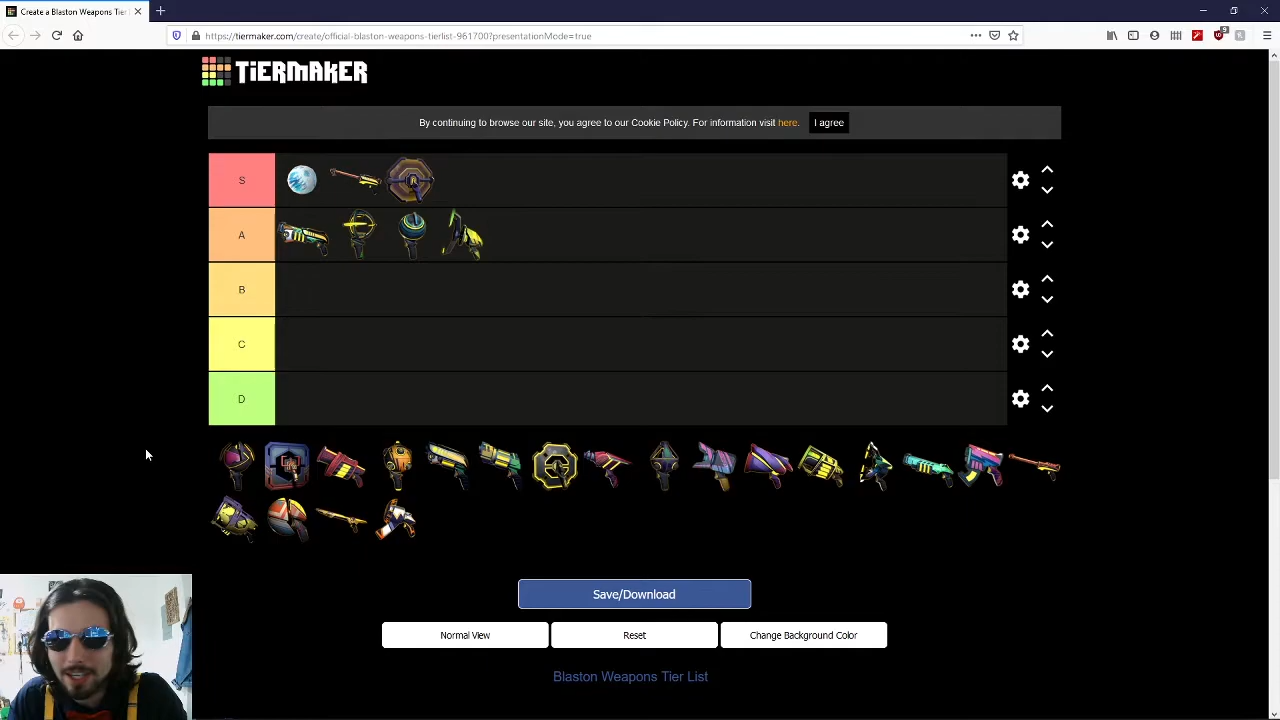 Create a Blaston Weapons Tier L
https://tiermaker.com/create/official-blaston-weapons-tierlist-961700?presentationMode=true
9
TiERMAKER
By continuing to browse our site, you agree to our Cookie Policy. For information visit here. I agree
S
A
B
C
D
Save/Download
Normal View Reset Change Background Color
Blaston Weapons Tier List